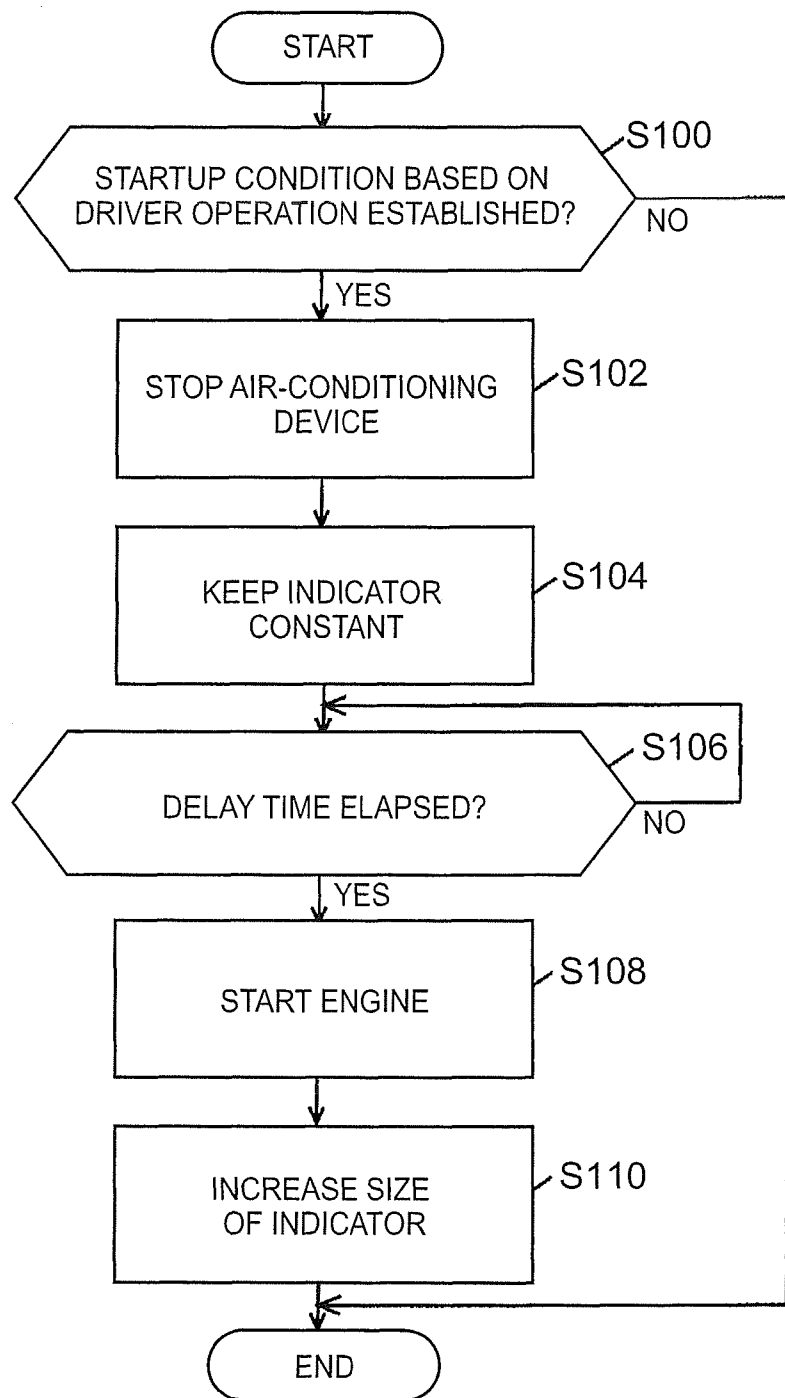 START
S100
STARTUP CONDITION BASED ON
DRIVER OPERATION ESTABLISHED?
NO
YES
S102
STOP AIR-CONDITIONING
DEVICE
S104
KEEP INDICATOR
CONSTANT
S106
DELAY TIME ELAPSED?
NO
YES
S108
START ENGINE
S110
INCREASE SIZE
OF INDICATOR
END